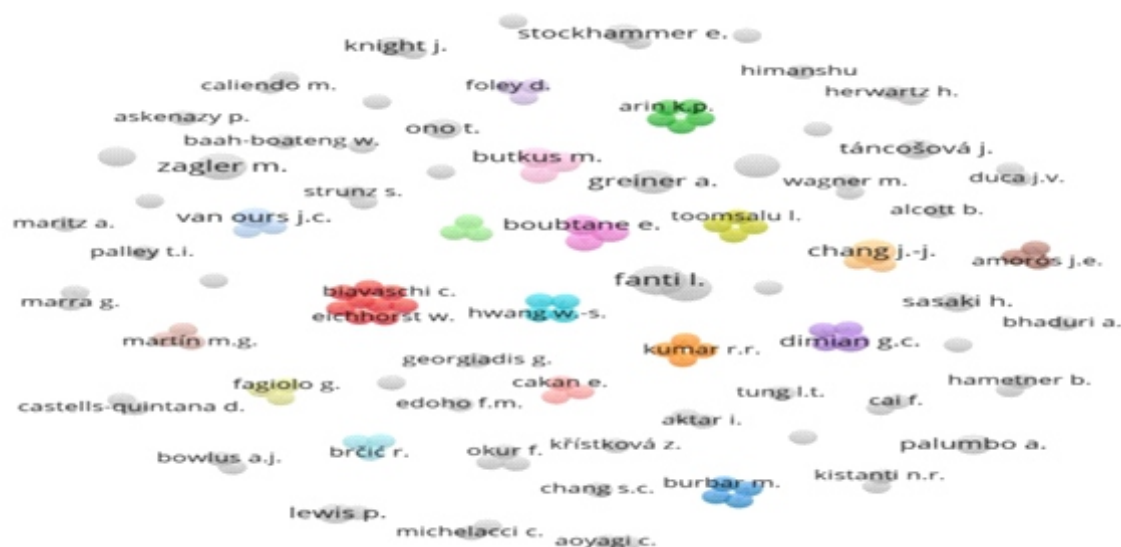 stockhammer e.
knight j.
himanshu
caliendo m.
foley d.
herwartz h.
arin k.p.
askenazy p.
ono t.
baah-boateng w.
táncošová j.
butkus m.
zagler m.
duca j.v.
greiner a.
wagner m.
strunz s.
alcott b.
van ours j.c.
toomsalu l.
maritz a.
boubtane e.
palley t.i.
chang j.-j.
amorós j.e.
fanti l.
biavaschi c.
marra g.
sasaki h.
eichhorst w.
hwang w.-s.
bhaduri a.
martín m.g.
dimian g.c.
kumar r.r.
georgiadis g.
fagiolo g.
cakan e.
hametner b.
tung l.t.
castells-quintana d.
edoho f.m.
cai f.
aktar i.
křístková z.
palumbo a.
brčić r.
okur f.
bowlus a.j.
kistanti n.r.
chang s.c.
burbar m.
lewis p.
michelacci c.
aoyagi c.